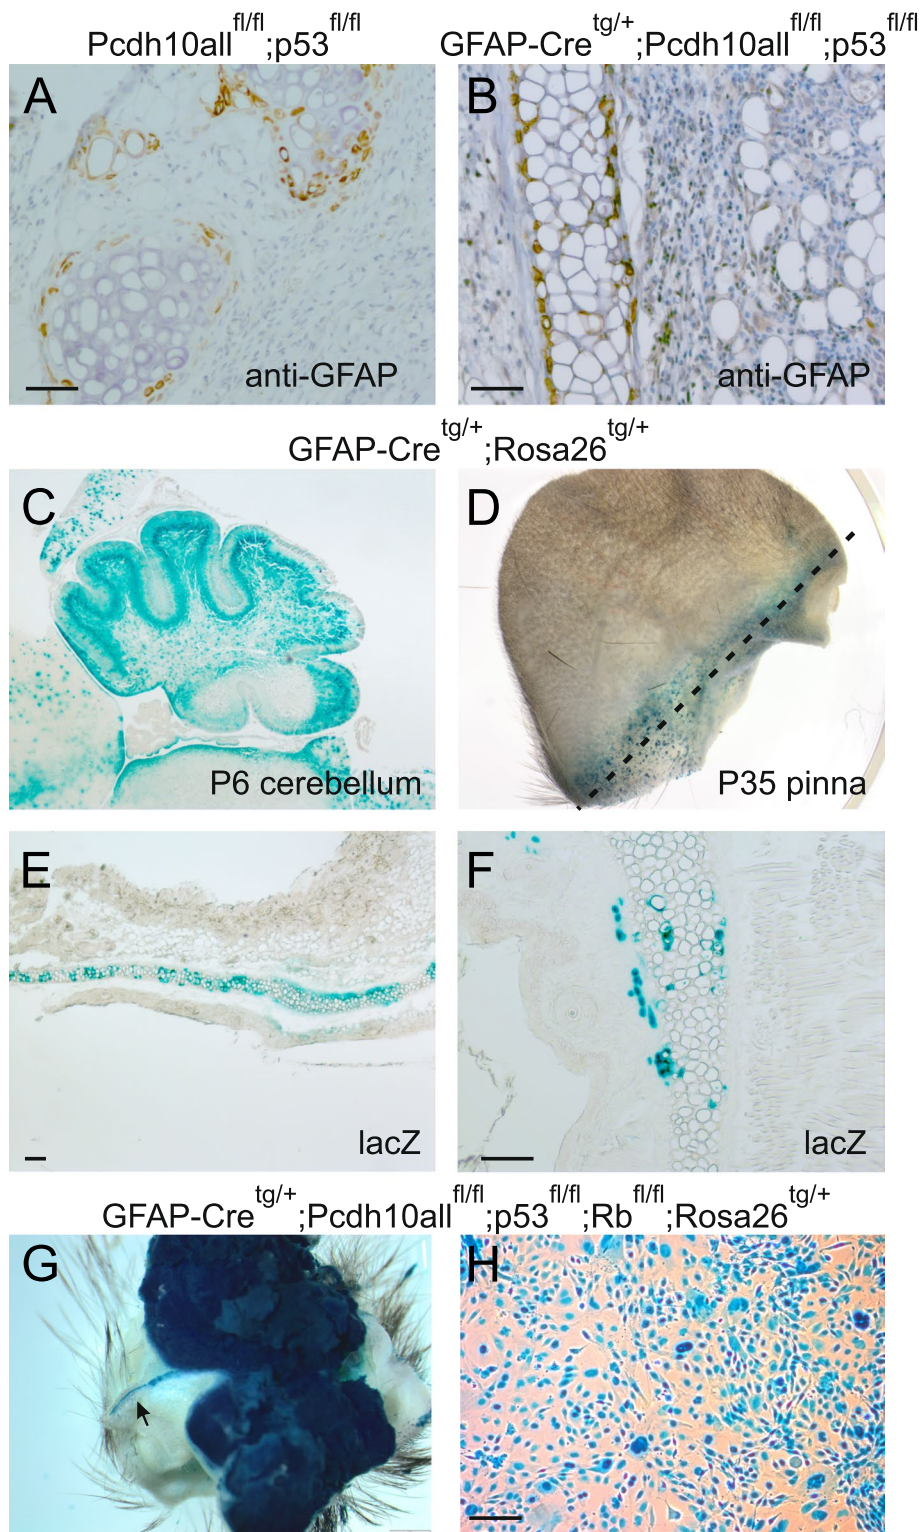 Pcdh10all fl/fl;p53 fl/fl
GFAP-Cre tg/+;Pcdh10all fl/fl;p53 fl/fl
A
anti-GFAP
B
anti-GFAP
GFAP-Cre tg/+;Rosa26 tg/+
C
P6 cerebellum
D
P35 pinna
E
lacZ
F
lacZ
GFAP-Cre tg/+;Pcdh10all fl/fl;p53 fl/fl;Rb fl/fl;Rosa26 tg/+
G
H